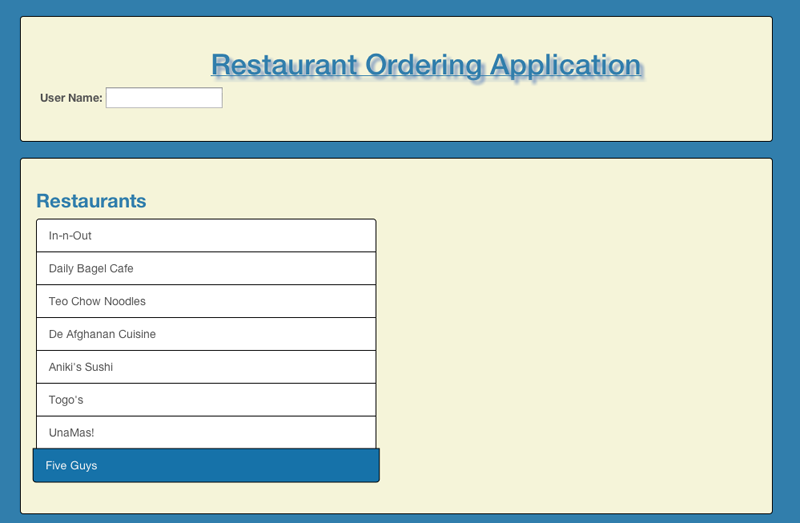 Restaurant Ordering Application
User Name:
Restaurants
In-n-Out
Daily Bagel Cafe
Teo Chow Noodles
De Afghanan Cuisine
Aniki's Sushi
Togo's
UnaMas!
Five Guys